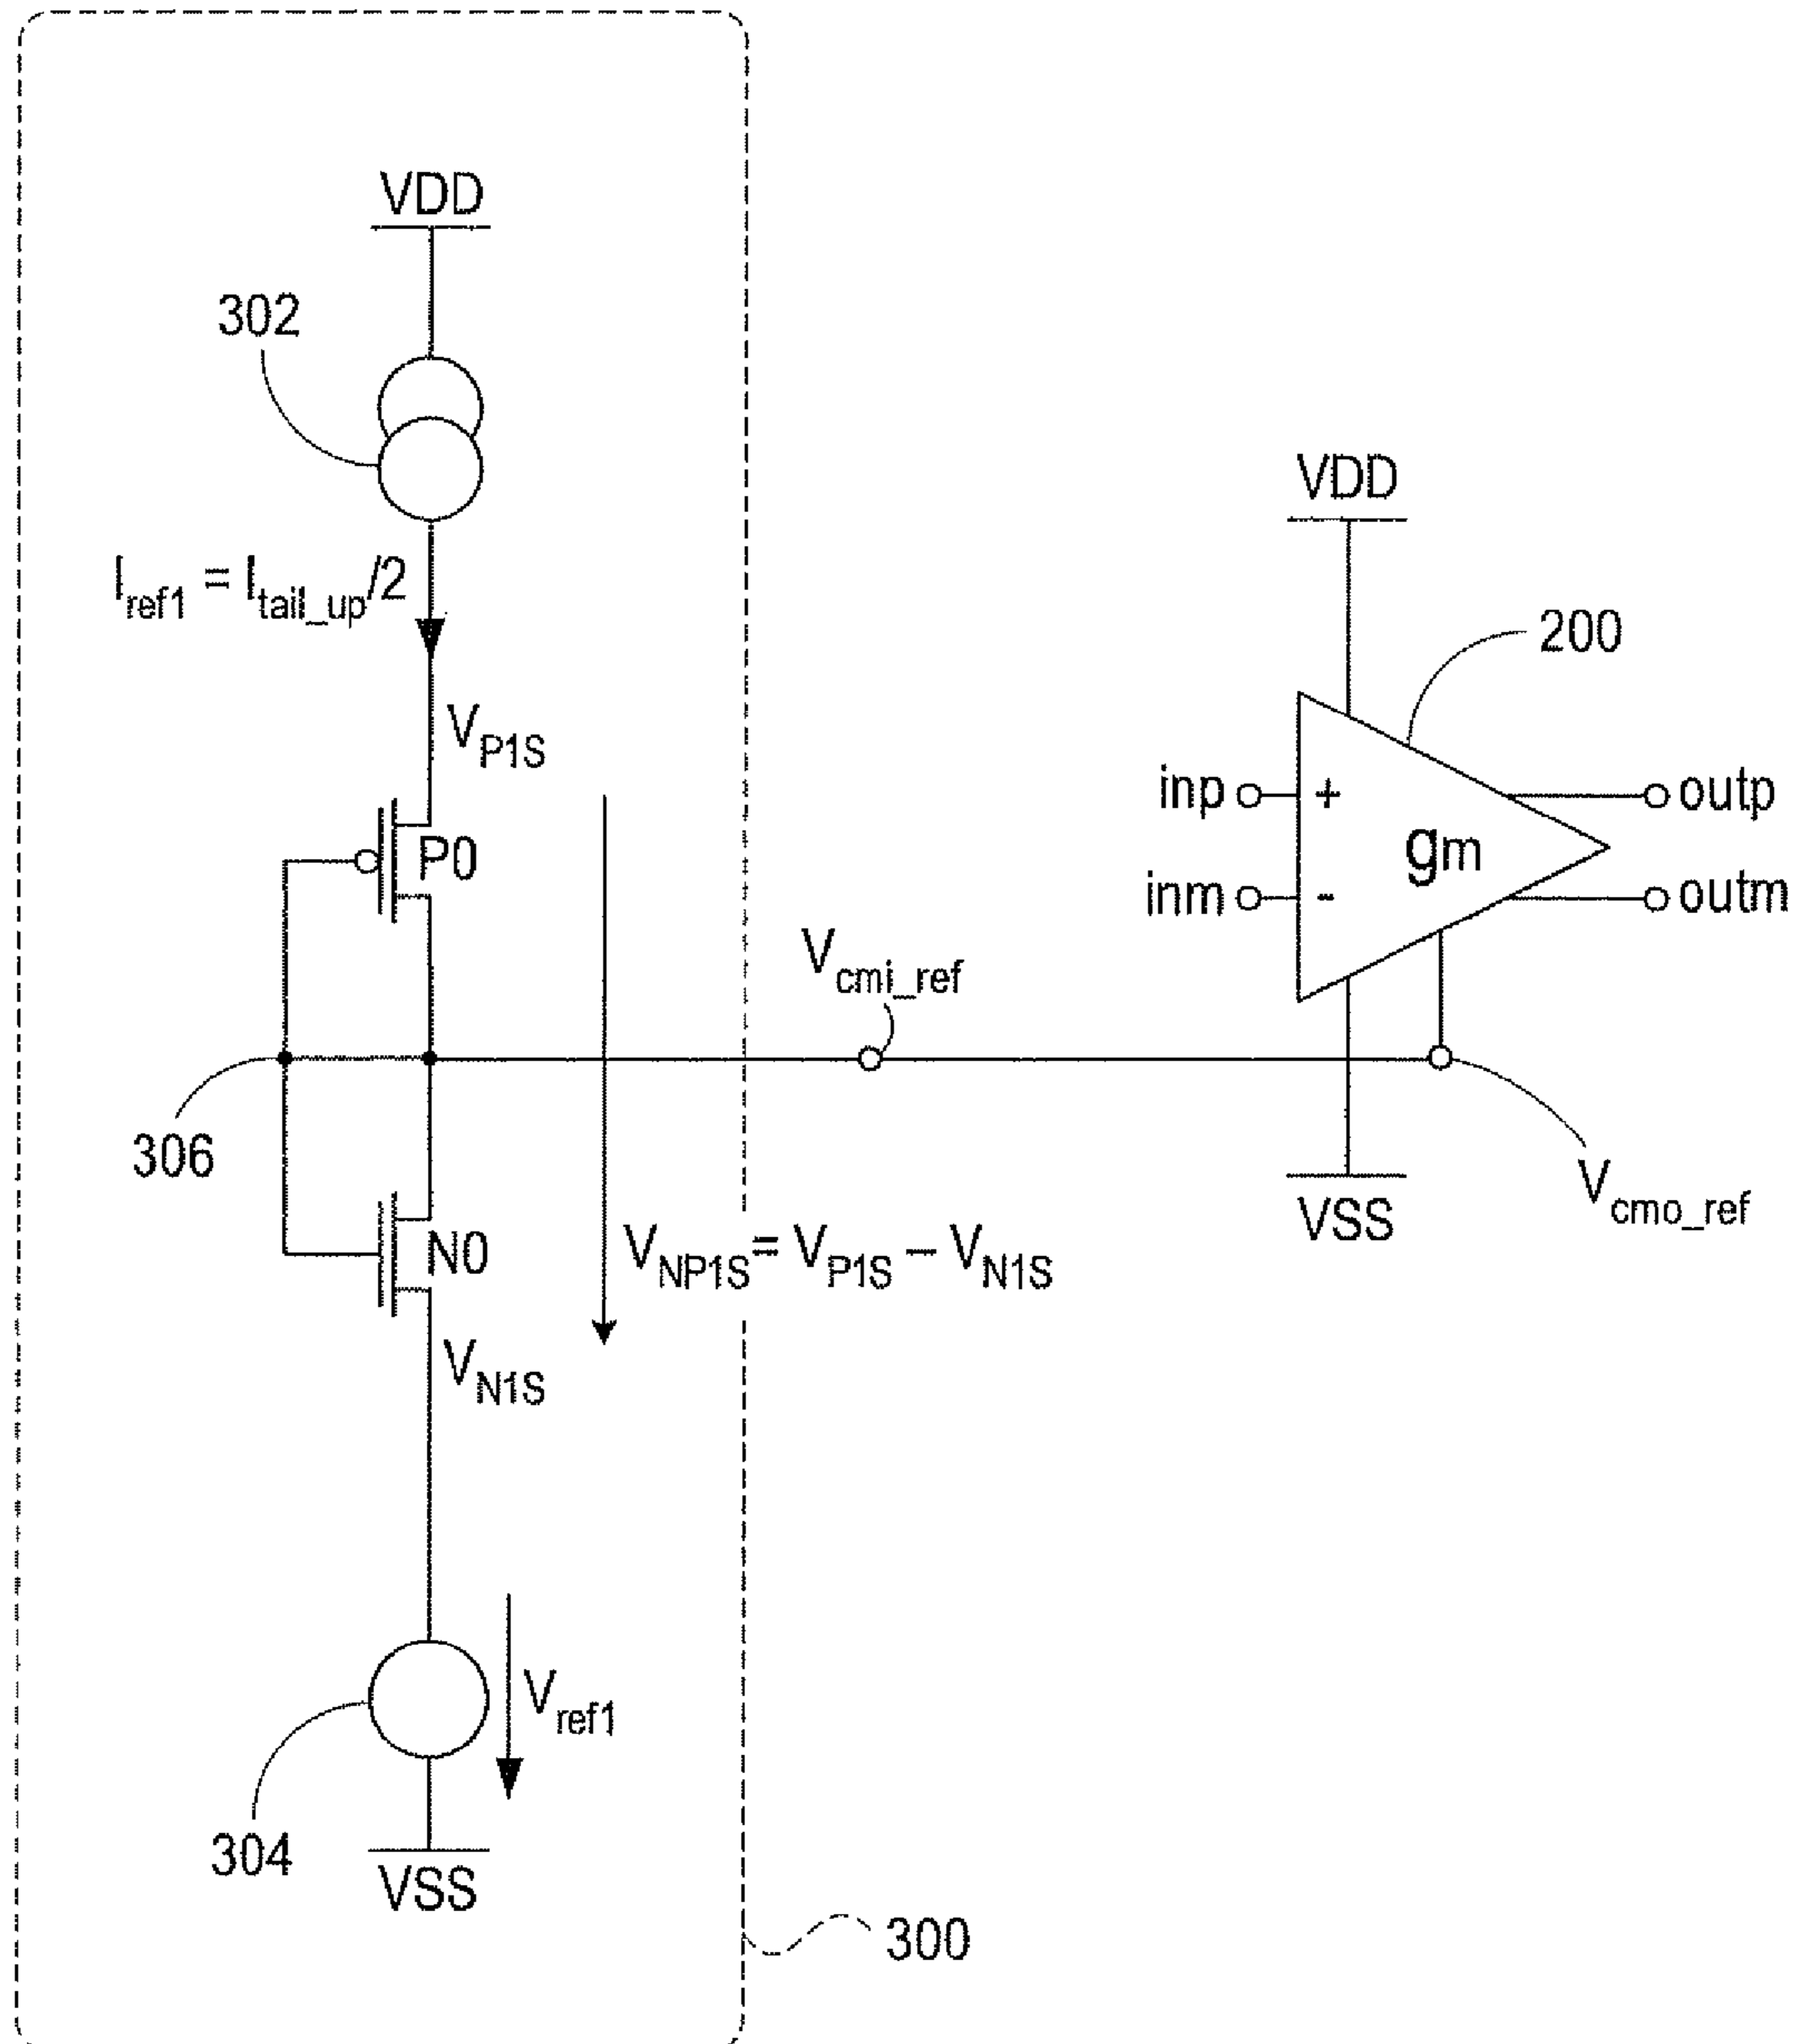 VDD
302
I_ref1 = I_tail_up/2
V_P1S
P0
306
N0
V_NP1S = V_P1S – V_N1S
V_N1S
V_ref1
304
VSS
300
V_cmi_ref
VDD
200
inp
+
outp
gm
inm
-
outm
VSS
V_cmo_ref